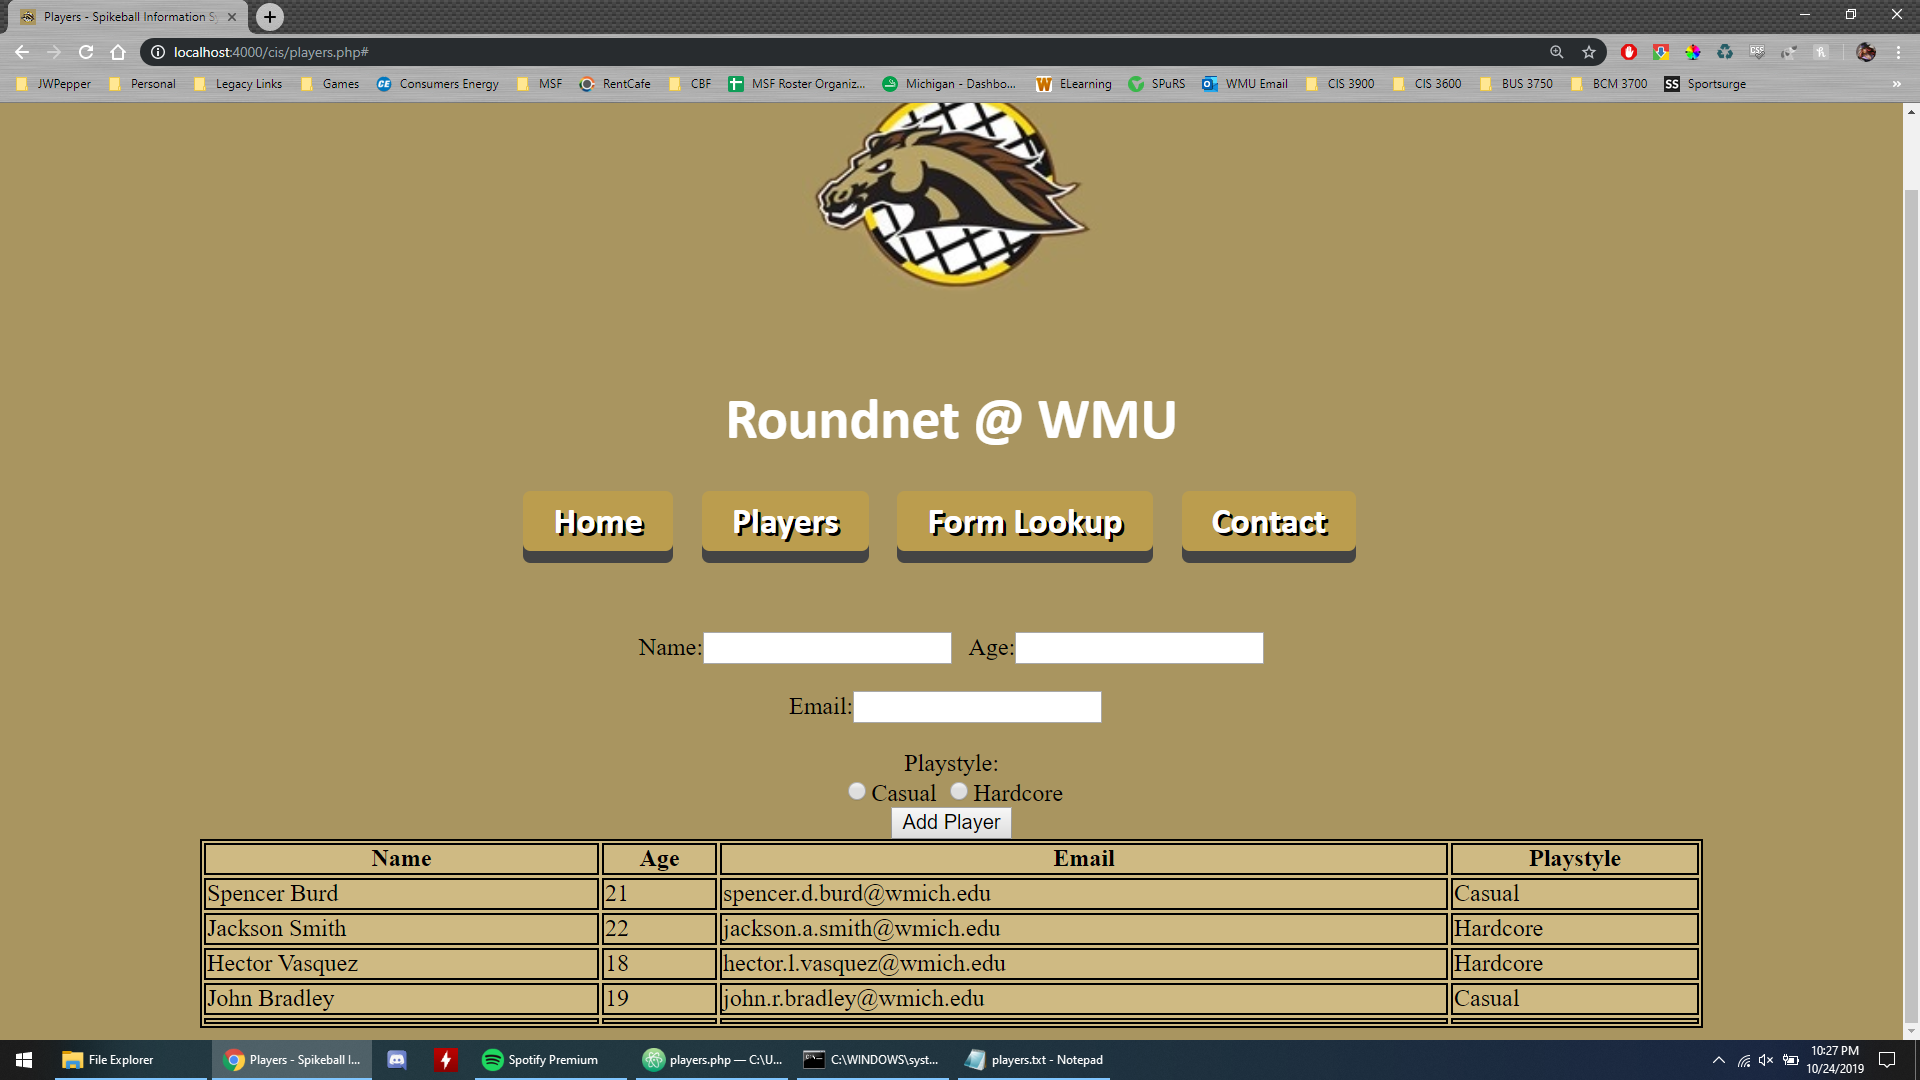 Players - Spikeball Information S
localhost:4000/cis/players.php#
JWPepper Personal Legacy Links Games CE Consumers Energy MSF RentCafe CBF MSF Roster Organiz... Michigan - Dashbo... W ELearning SPuRS WMU Email CIS 3900 CIS 3600 BUS 3750 BCM 3700 SS Sportsurge »
Roundnet @ WMU
Home Players Form Lookup Contact
Name: Age:
Email:
Playstyle:
Casual Hardcore
Add Player
Name Age Email Playstyle
Spencer Burd 21 spencer.d.burd@wmich.edu Casual
Jackson Smith 22 jackson.a.smith@wmich.edu Hardcore
Hector Vasquez 18 hector.l.vasquez@wmich.edu Hardcore
John Bradley 19 john.r.bradley@wmich.edu Casual
File Explorer Players - Spikeball I... Spotify Premium players.php — C:\U... C:\WINDOWS\syst... players.txt - Notepad
10:27 PM
10/24/2019